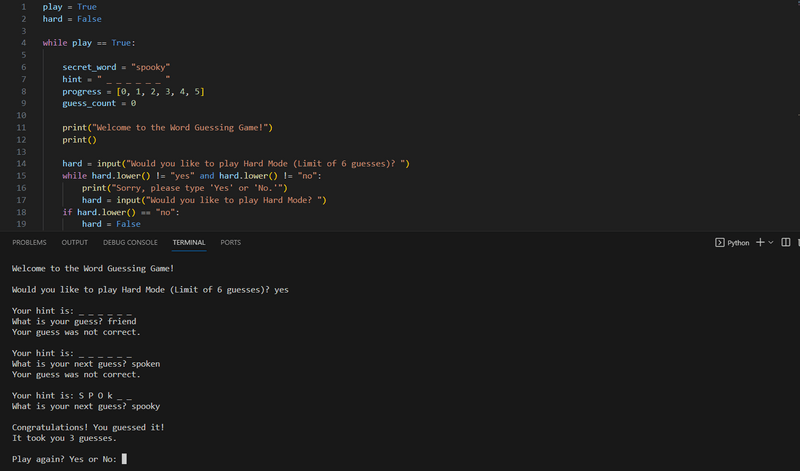 1 play = True
2 hard = False
3
4 while play == True:
5
6 secret_word = "spooky"
7 hint = " _ _ _ _ _ _ "
8 progress = [0, 1, 2, 3, 4, 5]
9 guess_count = 0
10
11 print("Welcome to the Word Guessing Game!")
12 print()
13
14 hard = input("Would you like to play Hard Mode (Limit of 6 guesses)? ")
15 while hard.lower() != "yes" and hard.lower() != "no":
16 print("Sorry, please type 'Yes' or 'No.'")
17 hard = input("Would you like to play Hard Mode? ")
18 if hard.lower() == "no":
19 hard = False
PROBLEMS OUTPUT DEBUG CONSOLE TERMINAL PORTS Python
Welcome to the Word Guessing Game!
Would you like to play Hard Mode (Limit of 6 guesses)? yes
Your hint is: _ _ _ _ _ _
What is your guess? friend
Your guess was not correct.
Your hint is: _ _ _ _ _ _
What is your next guess? spoken
Your guess was not correct.
Your hint is: S P O k _ _
What is your next guess? spooky
Congratulations! You guessed it!
It took you 3 guesses.
Play again? Yes or No: